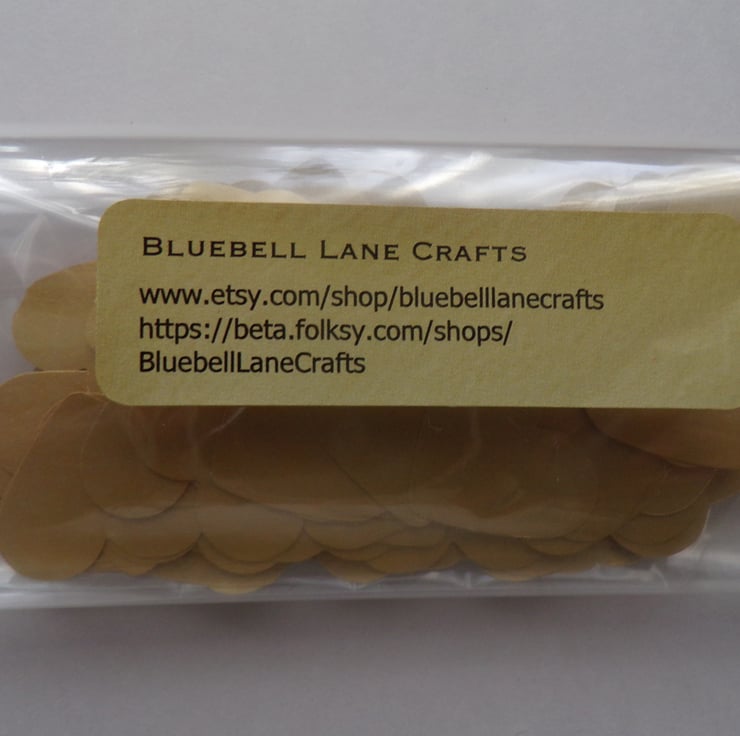 Bluebell Lane Crafts
www.etsy.com/shop/bluebelllanecrafts
https://beta.folksy.com/shops/
BluebellLaneCrafts